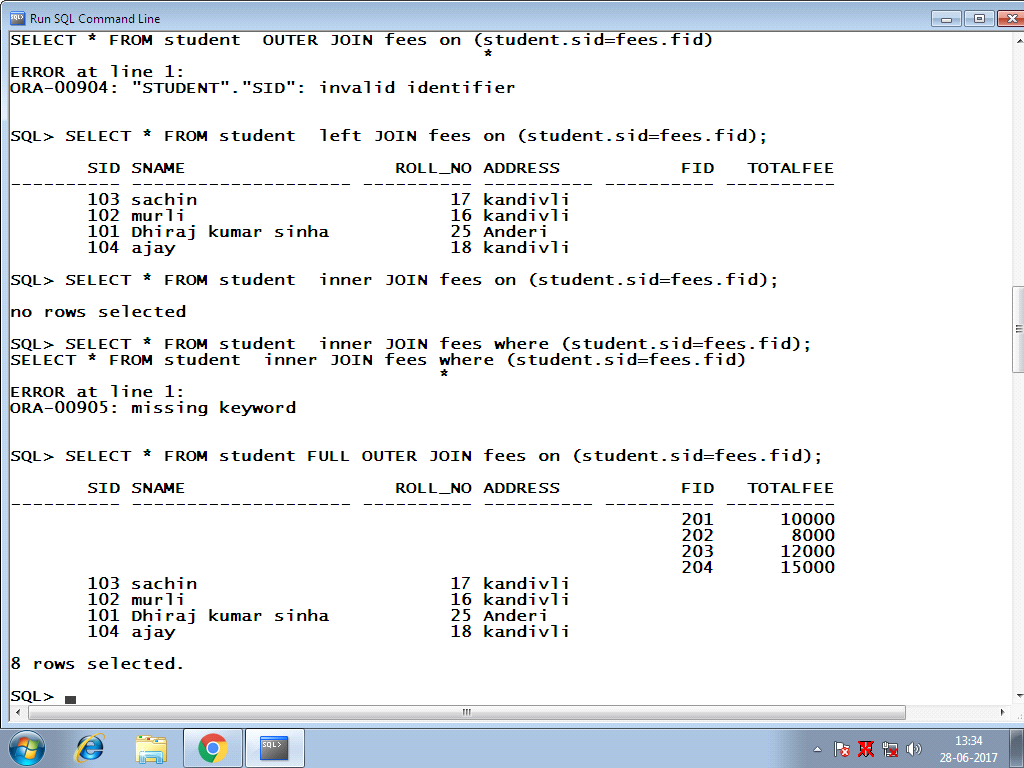 Run SQL Command Line
SELECT * FROM student  OUTER JOIN fees on (student.sid=fees.fid)
*
ERROR at line 1:
ORA-00904: "STUDENT"."SID": invalid identifier
SQL> SELECT * FROM student  left JOIN fees on (student.sid=fees.fid);
SID SNAME ROLL_NO ADDRESS FID TOTALFEE
---------- -------------------- ---------- ---------- ---------- ----------
103 sachin 17 kandivli
102 murli 16 kandivli
101 Dhiraj kumar sinha 25 Anderi
104 ajay 18 kandivli
SQL> SELECT * FROM student  inner JOIN fees on (student.sid=fees.fid);
no rows selected
SQL> SELECT * FROM student  inner JOIN fees where (student.sid=fees.fid);
SELECT * FROM student  inner JOIN fees where (student.sid=fees.fid)
*
ERROR at line 1:
ORA-00905: missing keyword
SQL> SELECT * FROM student FULL OUTER JOIN fees on (student.sid=fees.fid);
SID SNAME ROLL_NO ADDRESS FID TOTALFEE
---------- -------------------- ---------- ---------- ---------- ----------
201 10000
202 8000
203 12000
204 15000
103 sachin 17 kandivli
102 murli 16 kandivli
101 Dhiraj kumar sinha 25 Anderi
104 ajay 18 kandivli
8 rows selected.
SQL>
SQL>
13:34
28-06-2017